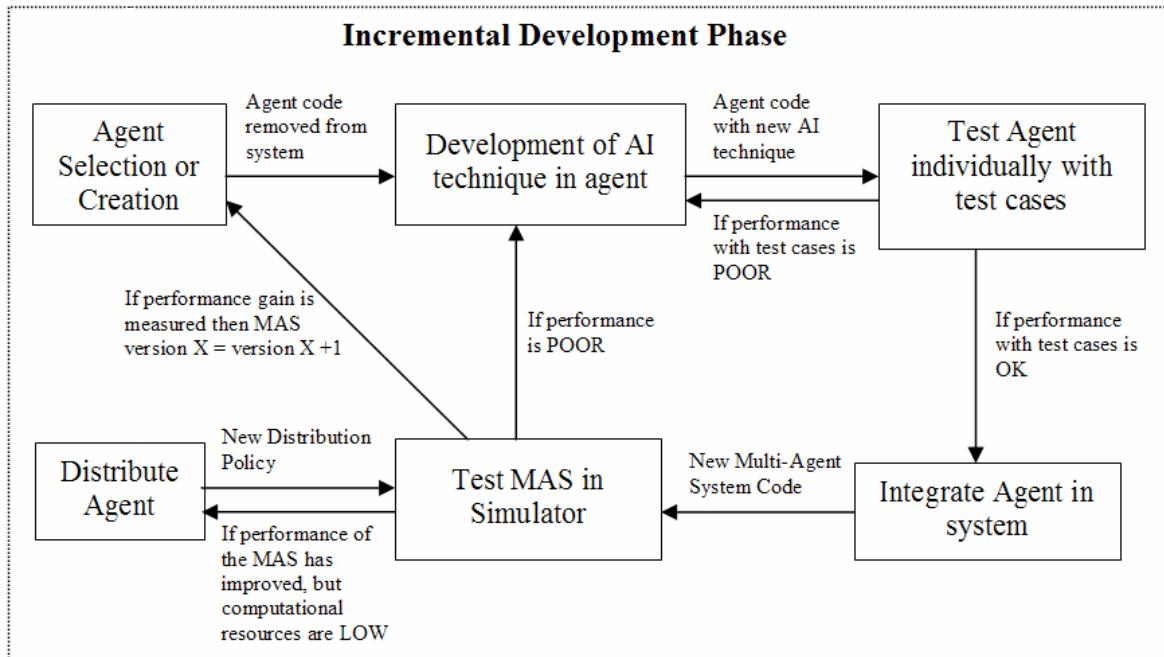 Incremental Development Phase
Agent
Selection or
Creation
Agent code
removed from
system
Development of AI
technique in agent
Agent code
with new AI
technique
Test Agent
individually with
test cases
If performance
with test cases is
POOR
If performance gain is
measured then MAS
version X = version X +1
If performance
is POOR
If performance
with test cases is
OK
Distribute
Agent
New Distribution
Policy
Test MAS in
Simulator
New Multi-Agent
System Code
Integrate Agent in
system
If performance of
the MAS has
improved, but
computational
resources are LOW